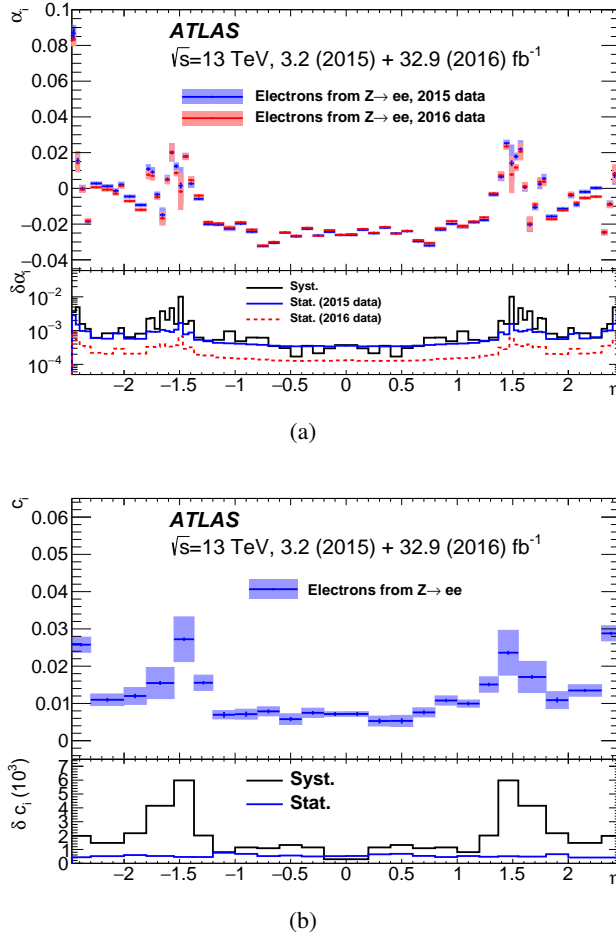 α_i
0.1
0.08
0.06
0.04
0.02
0
−0.02
−0.04
ATLAS
√s=13 TeV, 3.2 (2015) + 32.9 (2016) fb⁻¹
Electrons from Z→ ee, 2015 data
Electrons from Z→ ee, 2016 data
δα_i
10⁻²
10⁻³
10⁻⁴
Syst.
Stat. (2015 data)
Stat. (2016 data)
−2 −1.5 −1 −0.5 0 0.5 1 1.5 2
(a)
c_i
0.06
0.05
0.04
0.03
0.02
0.01
0
ATLAS
√s=13 TeV, 3.2 (2015) + 32.9 (2016) fb⁻¹
Electrons from Z→ ee
δ c_i (10³)
7
6
5
4
3
2
1
0
Syst.
Stat.
−2 −1.5 −1 −0.5 0 0.5 1 1.5 2
(b)